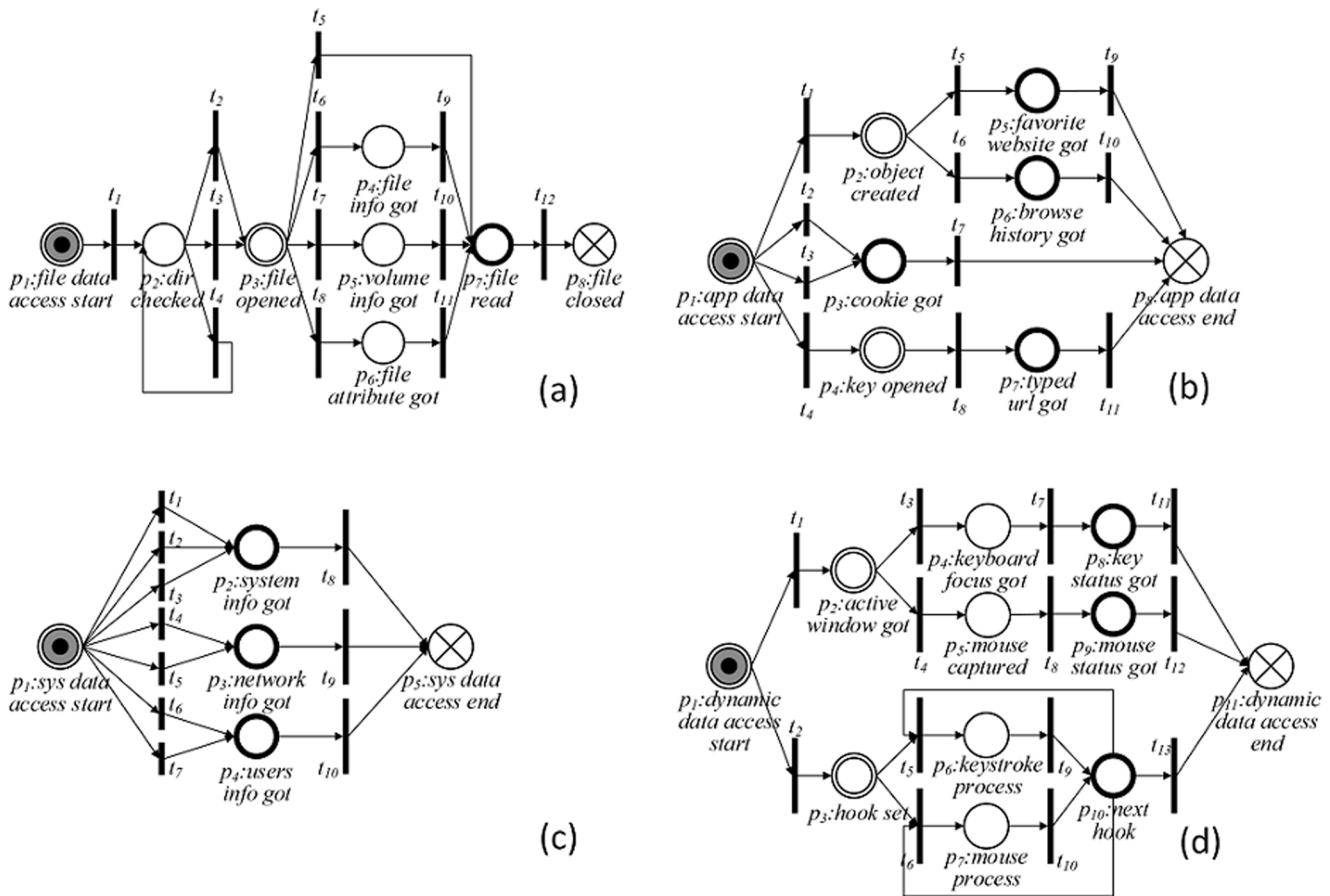 t5
t2
t6
t9
p4:file
info got
t1
t3
t7
t10
t12
p1:file data
access start
p2:dir
checked
p3:file
opened
p5:volume
info got
p7:file
read
p8:file
closed
t4
t8
t11
p6:file
attribute got
(a)
t1
t5
t9
p5:favorite
website got
t6
t10
p2:object
created
t2
p6:browse
history got
t3
t7
p1:app data
access start
p3:cookie got
p8:app data
access end
p4:key opened
p7:typed
url got
t4
t8
t11
(b)
t1
t2
p2:system
info got
t3
t8
t4
p1:sys data
access start
t5
p3:network
info got
t9
p5:sys data
access end
t6
t7
p4:users
info got
t10
(c)
t1
t3
t7
t11
p4:keyboard
focus got
p8:key
status got
p2:active
window got
t4
p5:mouse
captured
t8
p9:mouse
status got
t12
p1:dynamic
data access
start
p11:dynamic
data access
end
t2
t5
p6:keystroke
process
t9
t13
p3:hook set
p10:next
hook
t6
p7:mouse
process
t10
(d)